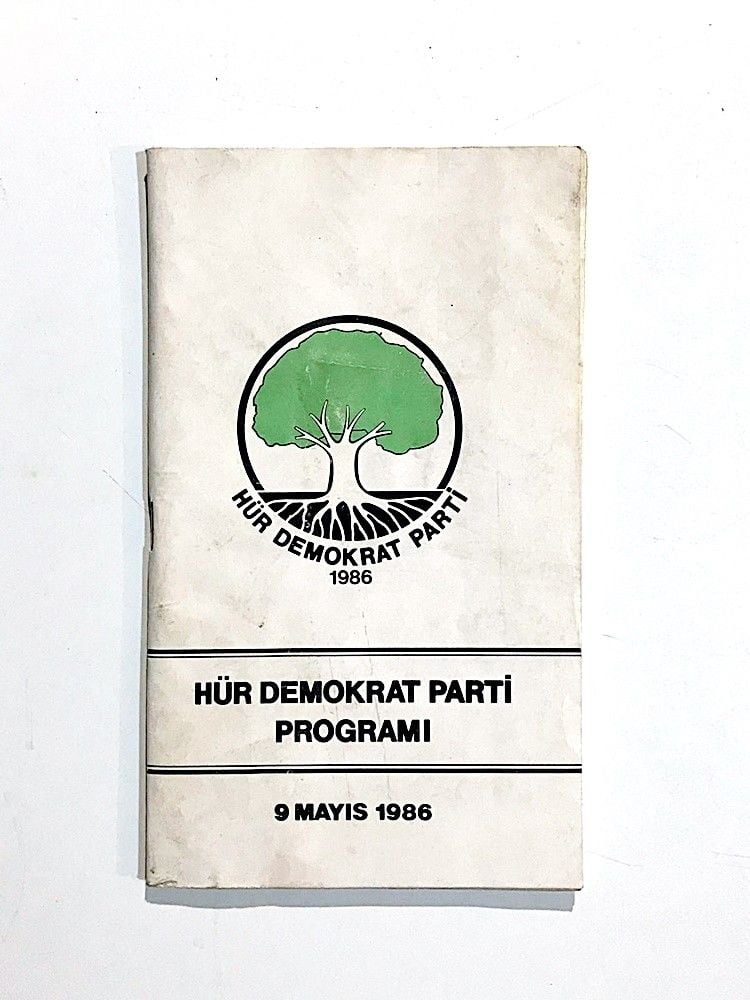 HÜR DEMOKRAT PARTİ
1986
HÜR DEMOKRAT PARTİ
PROGRAMI
9 MAYIS 1986